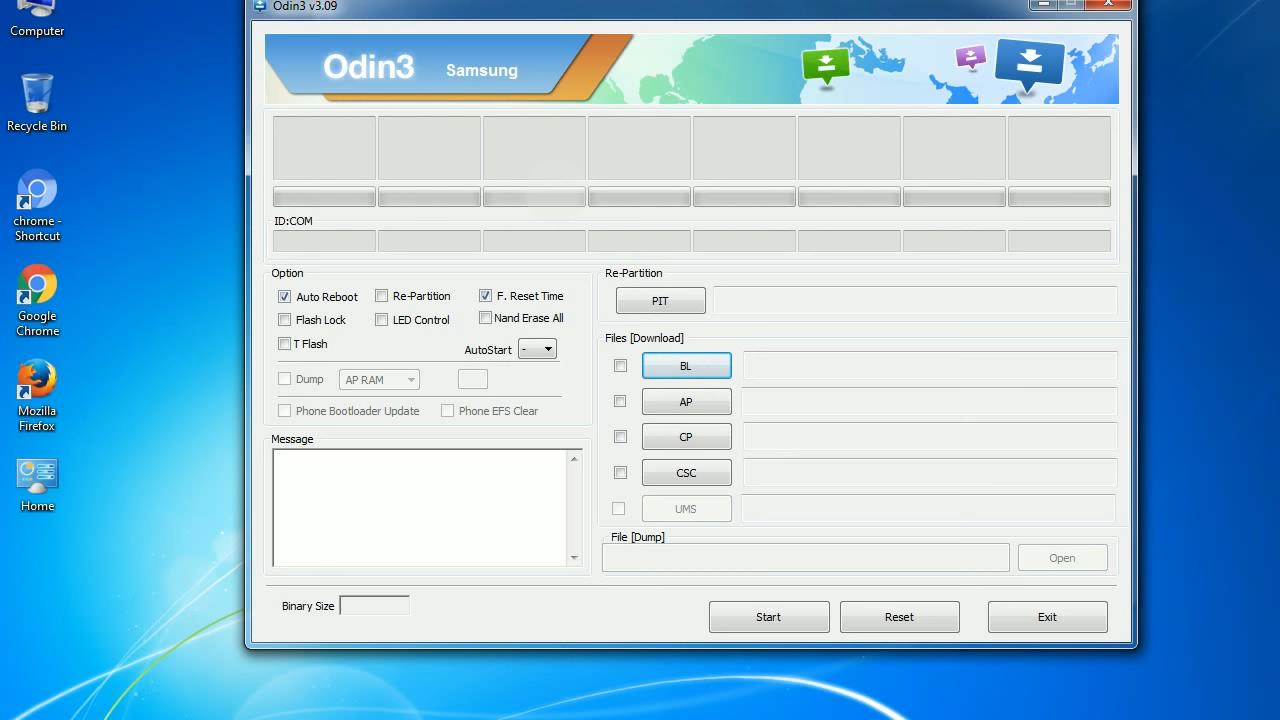 Odin3 v3.09
Computer
Recycle Bin
chrome -
Shortcut
Google
Chrome
Mozilla
Firefox
Home
Odin3 Samsung
ID:COM
Option
Auto Reboot Re-Partition F. Reset Time
Flash Lock LED Control Nand Erase All
T Flash AutoStart -
Dump AP RAM
Phone Bootloader Update Phone EFS Clear
Message
Re-Partition
PIT
Files [Download]
BL
AP
CP
CSC
UMS
File [Dump]
Open
Binary Size
Start Reset Exit